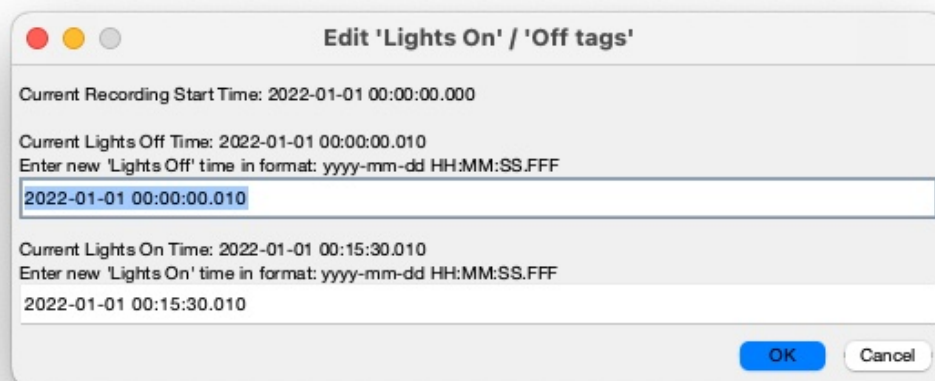 Edit 'Lights On' / 'Off tags'
Current Recording Start Time: 2022-01-01 00:00:00.000
Current Lights Off Time: 2022-01-01 00:00:00.010
Enter new 'Lights Off' time in format: yyyy-mm-dd HH:MM:SS.FFF
2022-01-01 00:00:00.010
Current Lights On Time: 2022-01-01 00:15:30.010
Enter new 'Lights On' time in format: yyyy-mm-dd HH:MM:SS.FFF
2022-01-01 00:15:30.010
OK Cancel